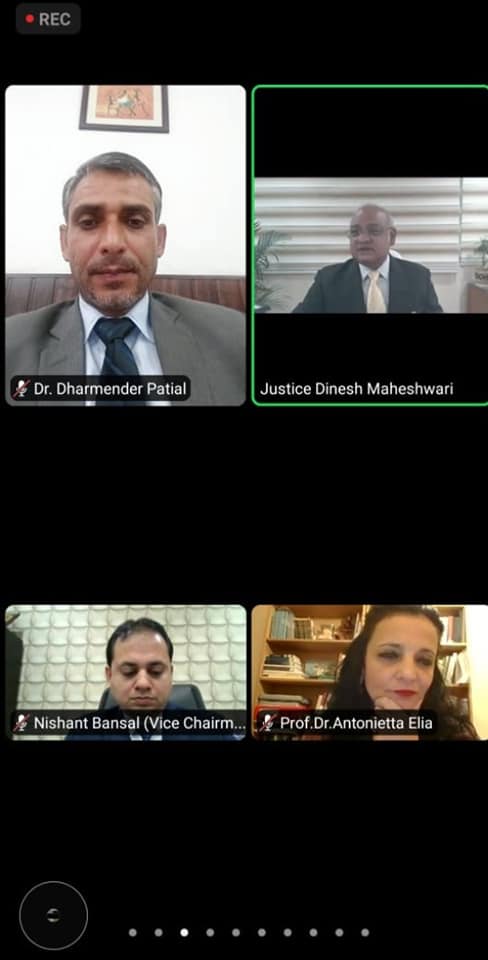 REC
Dr. Dharmender Patial
Justice Dinesh Maheshwari
Nishant Bansal (Vice Chairm...
Prof.Dr.Antonietta Elia